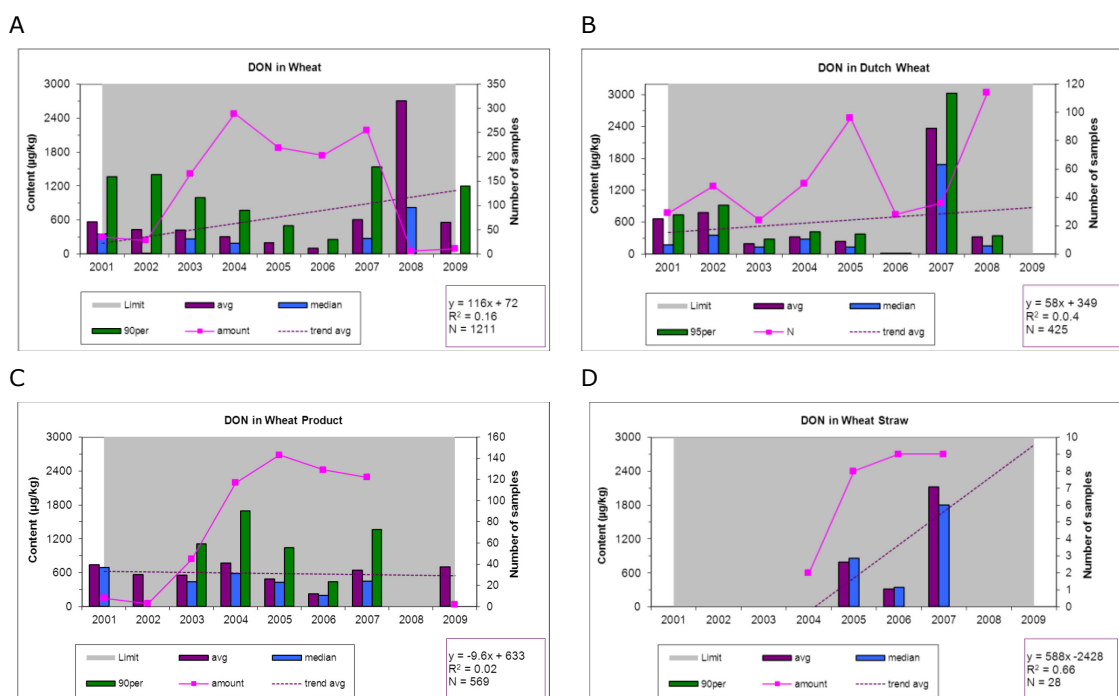 A
DON in Wheat
Content (µg/kg)
3000
2400
1800
1200
600
0
350
300
250
200
150
100
50
0
Number of samples
2001 2002 2003 2004 2005 2006 2007 2008 2009
Limit avg median
90per amount trend avg
y = 116x + 72
R² = 0.16
N = 1211
B
DON in Dutch Wheat
Content (µg/kg)
3000
2400
1800
1200
600
0
120
100
80
60
40
20
0
Number of samples
2001 2002 2003 2004 2005 2006 2007 2008 2009
Limit avg median
95per N trend avg
y = 58x + 349
R² = 0.0.4
N = 425
C
DON in Wheat Product
Content (µg/kg)
3000
2400
1800
1200
600
0
160
140
120
100
80
60
40
20
0
Number of samples
2001 2002 2003 2004 2005 2006 2007 2008 2009
Limit avg median
90per amount trend avg
y = -9.6x + 633
R² = 0.02
N = 569
D
DON in Wheat Straw
Content (µg/kg)
3000
2400
1800
1200
600
0
10
9
8
7
6
5
4
3
2
1
0
Number of samples
2001 2002 2003 2004 2005 2006 2007 2008 2009
Limit avg median
90per amount trend avg
y = 588x -2428
R² = 0.66
N = 28